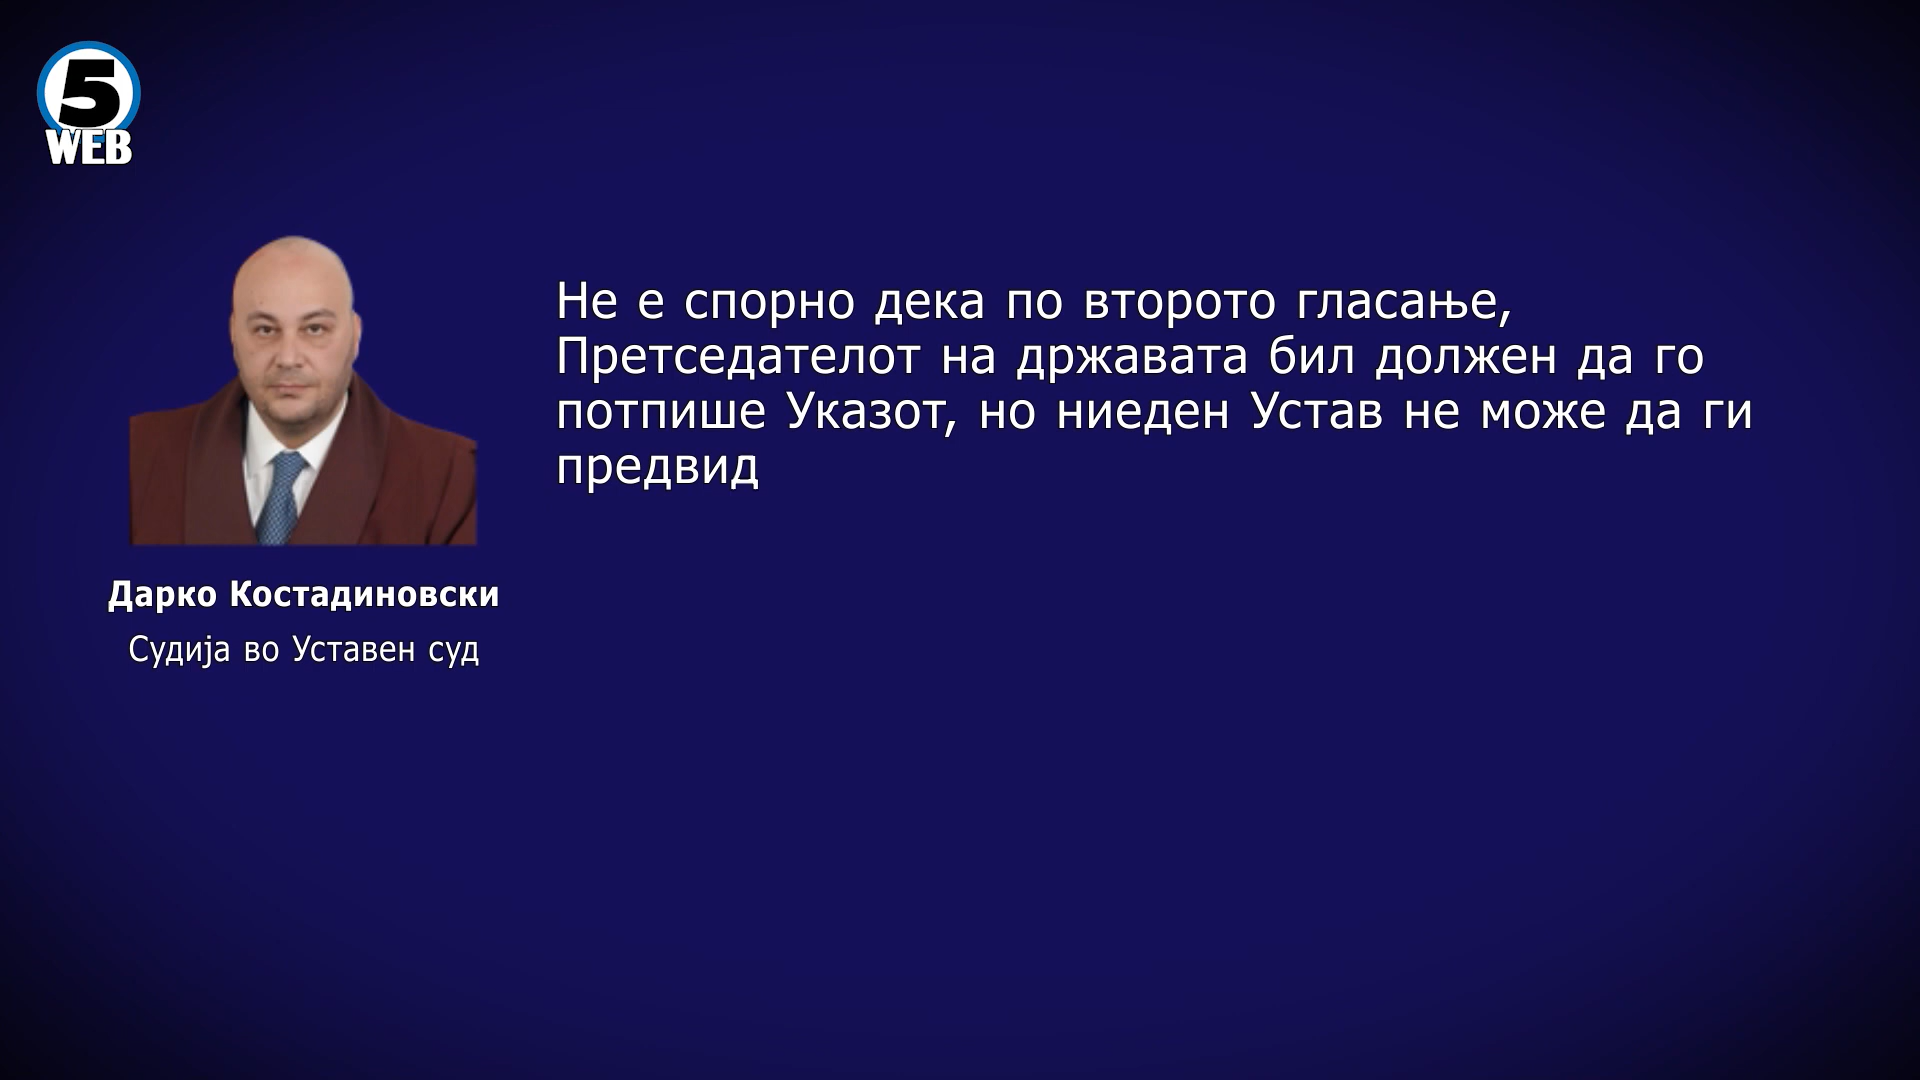 5
WEB
Не е спорно дека по второто гласање,
Претседателот на државата бил должен да го
потпише Указот, но ниеден Устав не може да ги
предвид
Дарко Костадиновски
Судија во Уставен суд